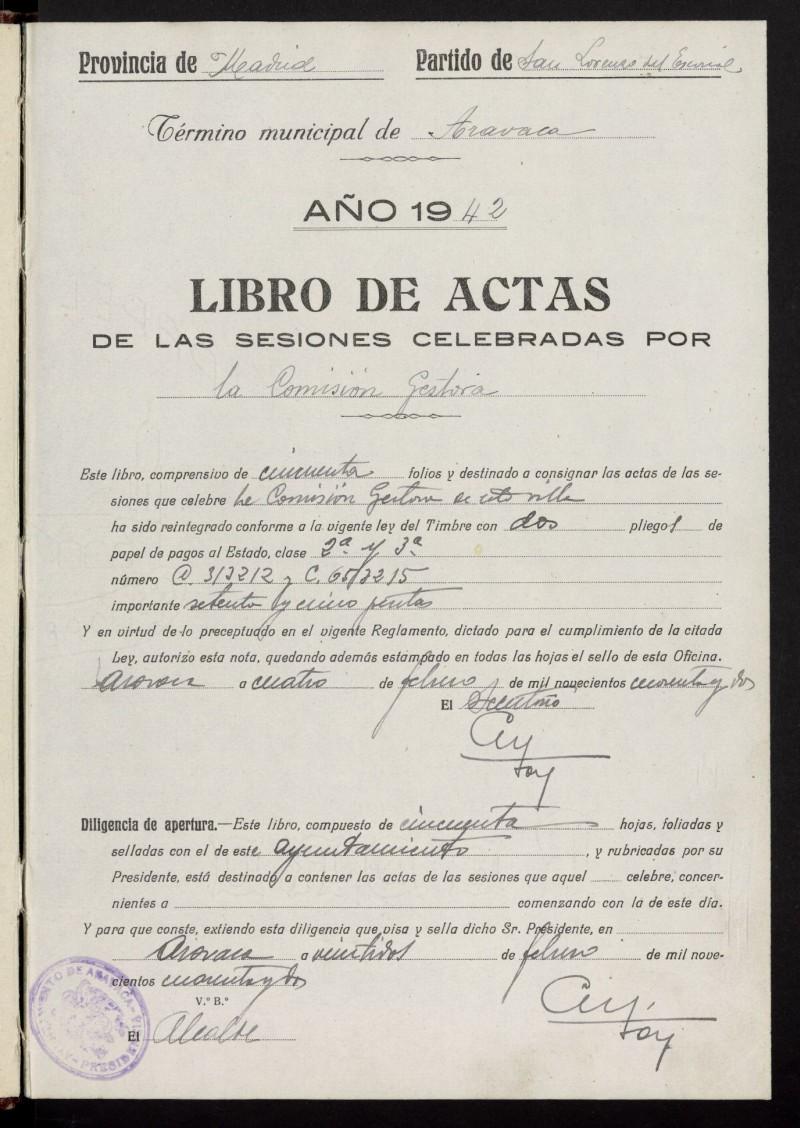 Provincia de Madrid Partido de San Lorenzo del Escorial
Término municipal de Aravaca
AÑO 1942
LIBRO DE ACTAS
DE LAS SESIONES CELEBRADAS POR
la Comisión Gestora
Este libro, comprensivo de cincuenta folios y destinado a consignar las actas de las se-
siones que celebre la Comisión Gestora de esta villa
ha sido reintegrado conforme a la vigente ley del Timbre con dos pliegos de
papel de pagos al Estado, clase 2ª y 3ª
número
importante setenta y cinco pesetas
Y en virtud de lo preceptuado en el vigente Reglamento, dictado para el cumplimiento de la citada
Ley, autorizo esta nota, quedando además estampado en todas las hojas el sello de esta Oficina.
Aravaca a cuatro de febrero de mil novecientos cuarenta y dos
El Secretario
Diligencia de apertura.—Este libro, compuesto de cincuenta hojas, foliadas y
selladas con el de este ayuntamiento, y rubricadas por su
Presidente, está destinado a contener las actas de las sesiones que aquel celebre, concer-
nientes a comenzando con la de este día.
Y para que conste, extiendo esta diligencia que visa y sella dicho Sr. Presidente, en
Aravaca a veintidos de febrero de mil nove-
cientos cuarenta y dos
V.º B.º
El Alcalde